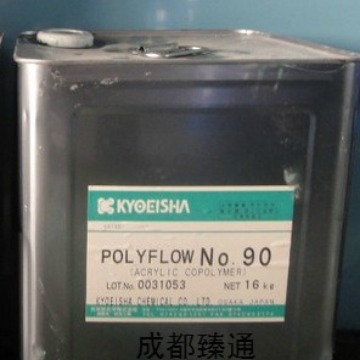 KYOEISHA
POLYFLOW No. 90
(ACRYLIC COPOLYMER)
LOT.No. 0031053 NET 16 kg
KYOEISHA CHEMICAL CO., LTD. OSAKA JAPAN
成都臻通